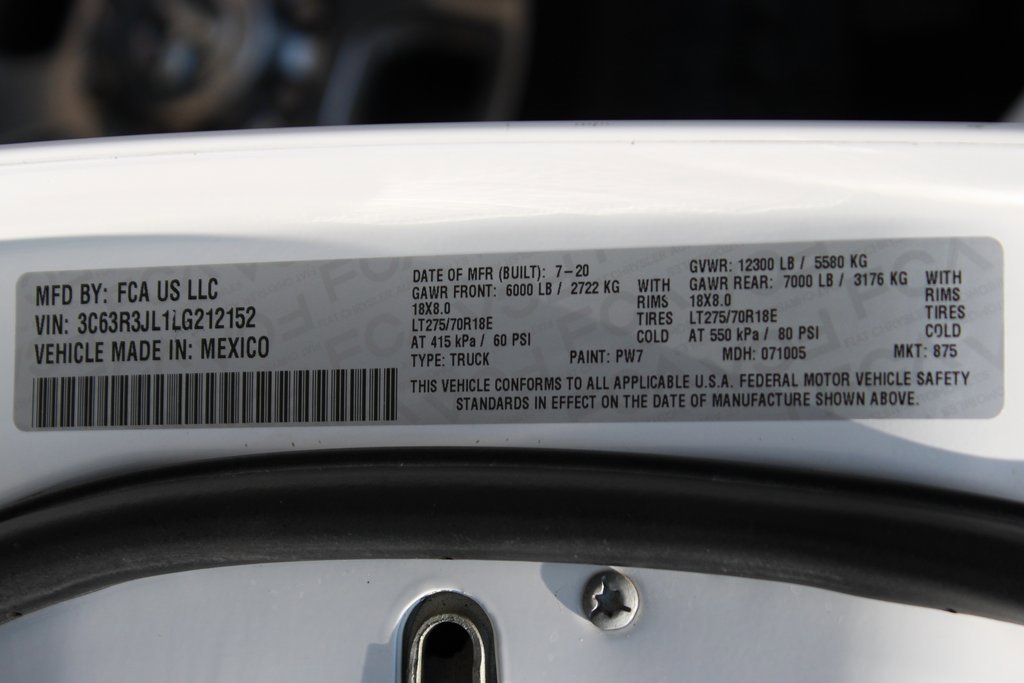 MFD BY: FCA US LLC
VIN: 3C63R3JL1LG212152
VEHICLE MADE IN: MEXICO
DATE OF MFR (BUILT): 7-20
GAWR FRONT: 6000 LB / 2722 KG WITH
18X8.0 RIMS
LT275/70R18E TIRES
AT 415 kPa / 60 PSI COLD
GVWR: 12300 LB / 5580 KG
GAWR REAR: 7000 LB / 3176 KG WITH
18X8.0 RIMS
LT275/70R18E TIRES
AT 550 kPa / 80 PSI COLD
TYPE: TRUCK PAINT: PW7 MDH: 071005 MKT: 875
THIS VEHICLE CONFORMS TO ALL APPLICABLE U.S.A. FEDERAL MOTOR VEHICLE SAFETY
STANDARDS IN EFFECT ON THE DATE OF MANUFACTURE SHOWN ABOVE.